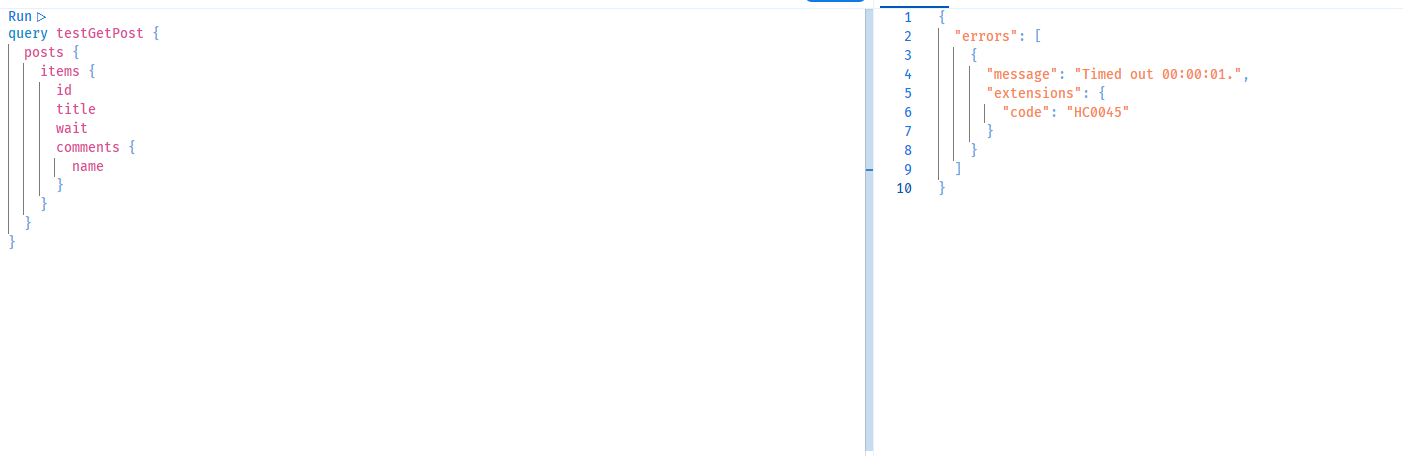 Run ▷
query testGetPost {
  posts {
    items {
      id
      title
      wait
      comments {
        name
      }
    }
  }
}
1 {
2   "errors": [
3     {
4       "message": "Timed out 00:00:01.",
5       "extensions": {
6         "code": "HC0045"
7       }
8     }
9   ]
10 }